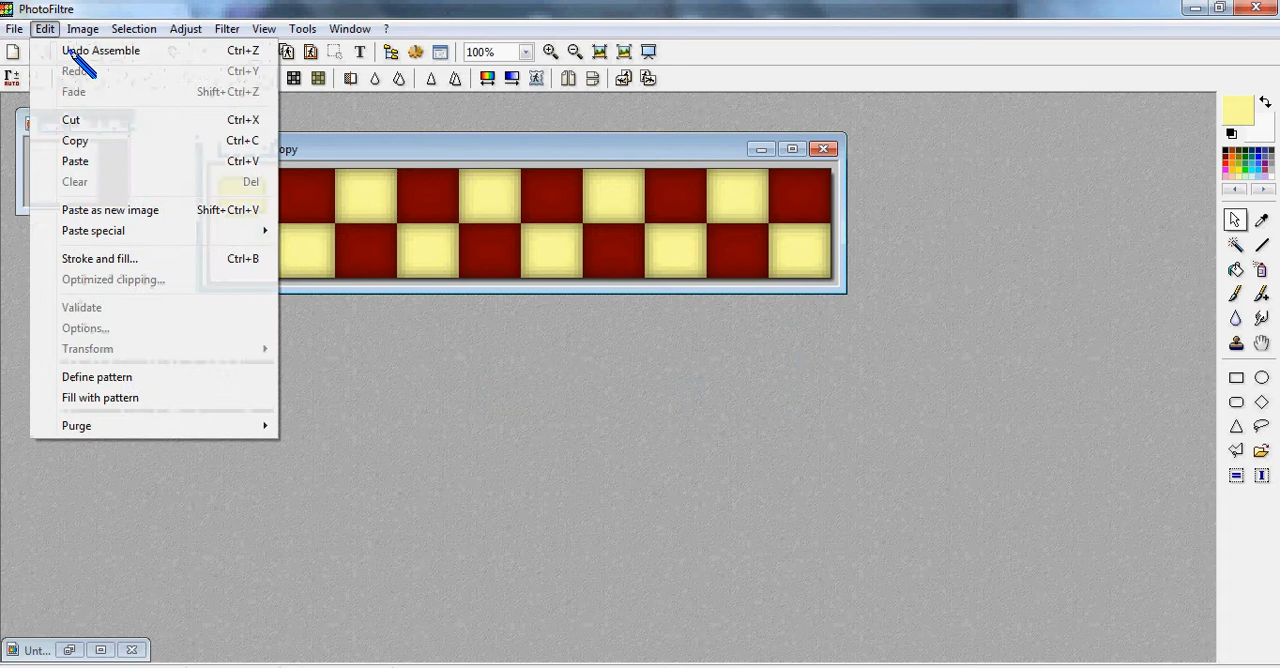 PhotoFiltre
File Edit Image Selection Adjust Filter View Tools Window ?
Undo Assemble Ctrl+Z
100%
Redo Ctrl+Y
AUTO
Fade Shift+Ctrl+Z
Cut Ctrl+X
Copy Ctrl+C
opy
Paste Ctrl+V
Clear Del
Paste as new image Shift+Ctrl+V
Paste special
Stroke and fill... Ctrl+B
Optimized clipping...
Validate
Options...
Transform
Define pattern
Fill with pattern
Purge
Unt...